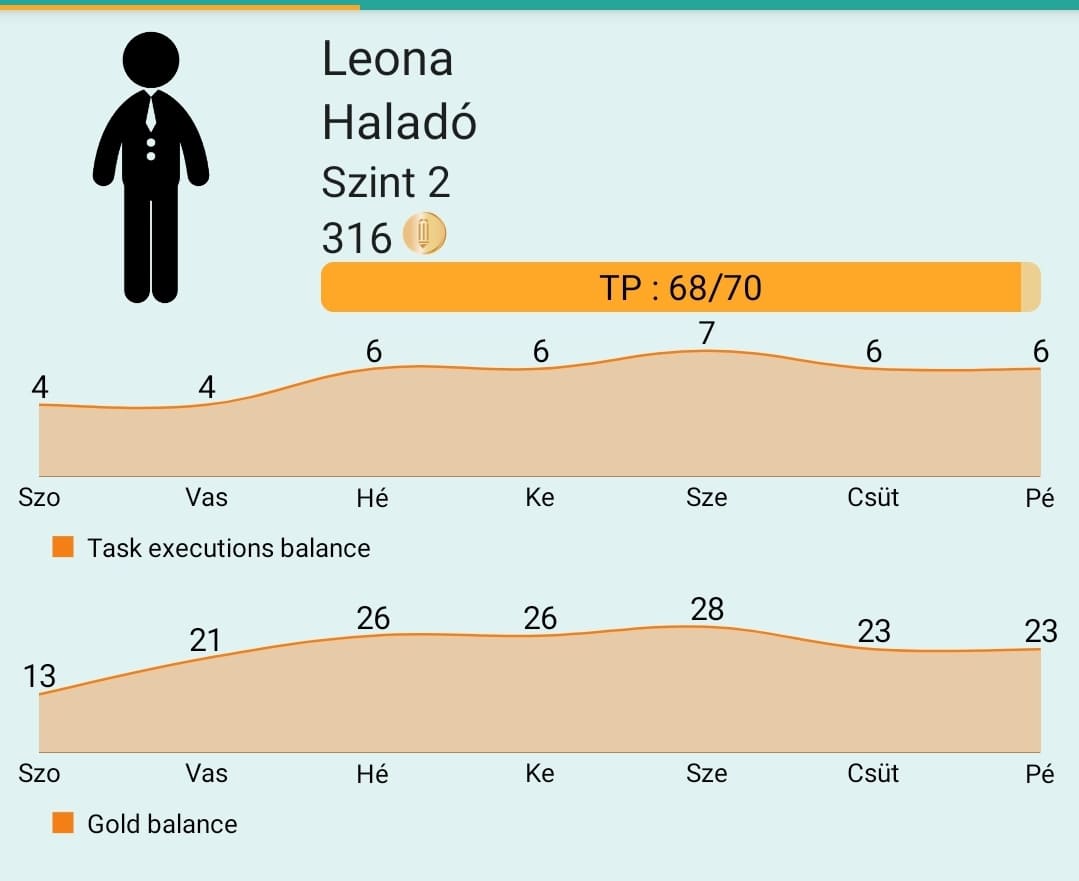 Leona
Haladó
Szint 2
316
TP : 68/70
4 4 6 6 7 6 6
Szo Vas Hé Ke Sze Csüt Pé
Task executions balance
13 21 26 26 28 23 23
Szo Vas Hé Ke Sze Csüt Pé
Gold balance